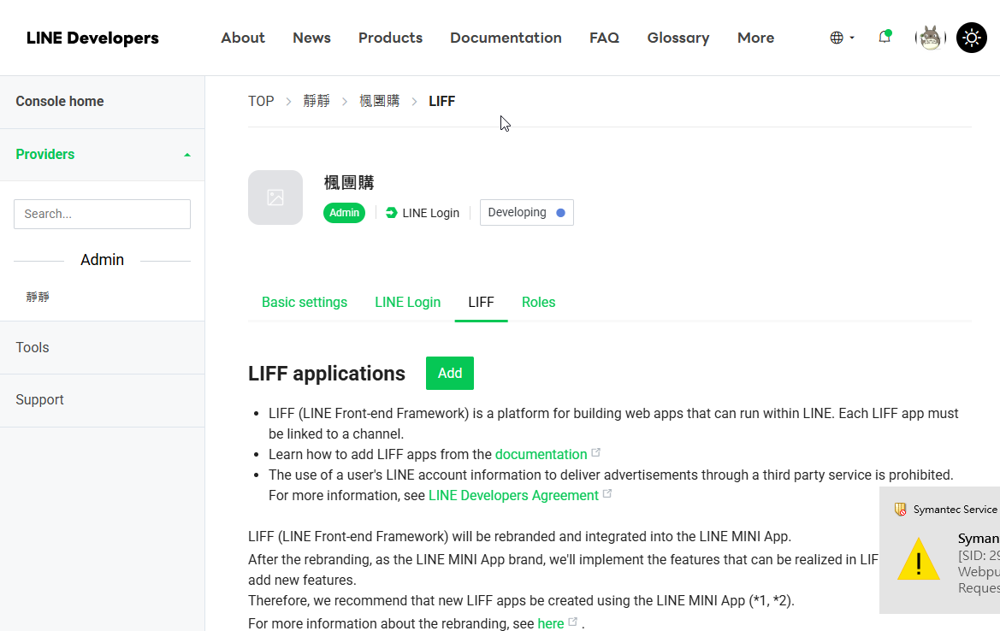 LINE Developers
About
News
Products
Documentation
FAQ
Glossary
More
Console home
Providers
Search...
Admin
靜靜
Tools
Support
TOP > 靜靜 > 楓團購 > LIFF
楓團購
Admin
LINE Login
Developing
Basic settings
LINE Login
LIFF
Roles
LIFF applications
Add
• LIFF (LINE Front-end Framework) is a platform for building web apps that can run within LINE. Each LIFF app must
be linked to a channel.
• Learn how to add LIFF apps from the documentation
• The use of a user's LINE account information to deliver advertisements through a third party service is prohibited.
For more information, see LINE Developers Agreement
LIFF (LINE Front-end Framework) will be rebranded and integrated into the LINE MINI App.
After the rebranding, as the LINE MINI App brand, we'll implement the features that can be realized in LIF
add new features.
Therefore, we recommend that new LIFF apps be created using the LINE MINI App (*1, *2).
For more information about the rebranding, see here .
Symantec Service
Syman
[SID: 29
Webpu
Reques